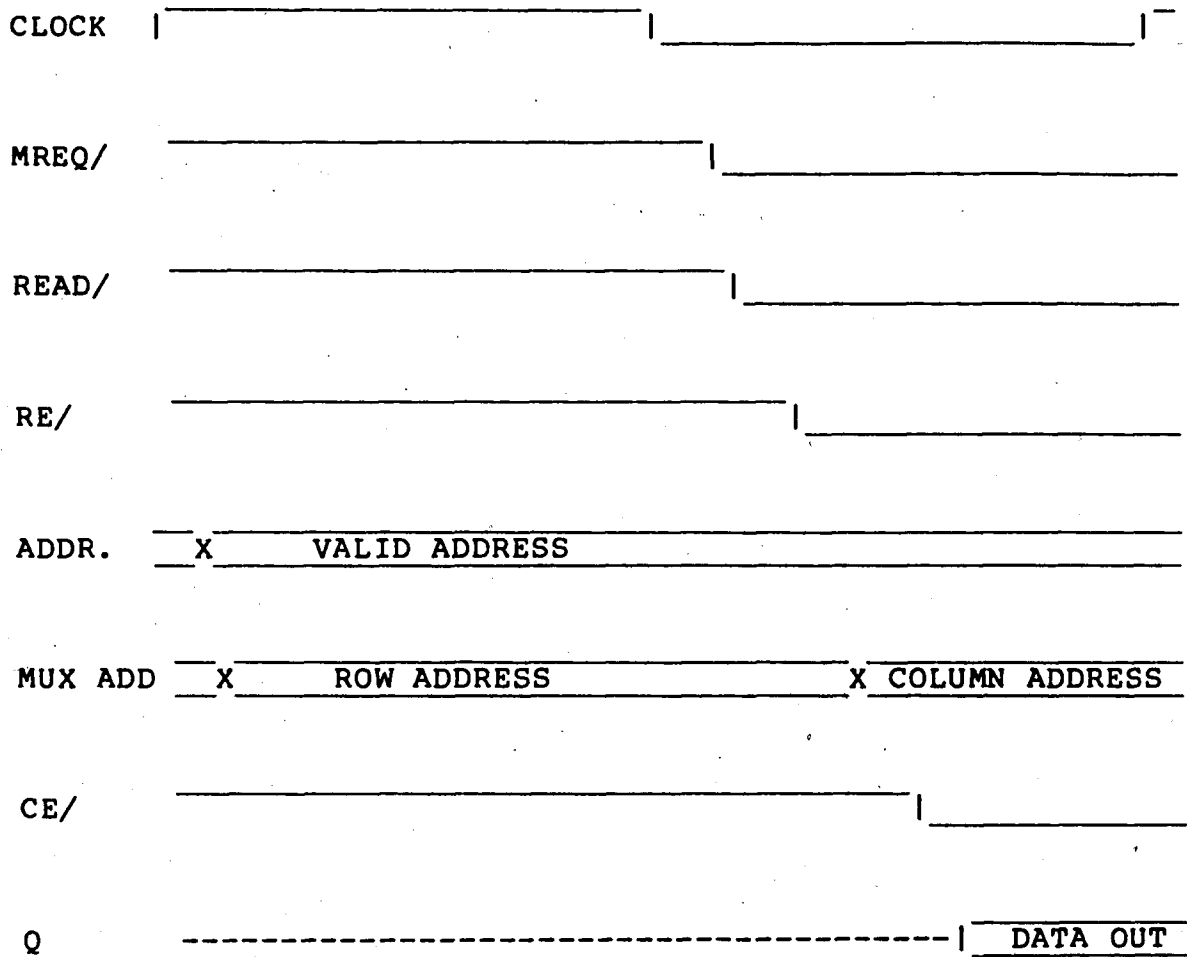 CLOCK
MREQ/
READ/
RE/
ADDR. X VALID ADDRESS
MUX ADD X ROW ADDRESS X COLUMN ADDRESS
CE/
Q DATA OUT